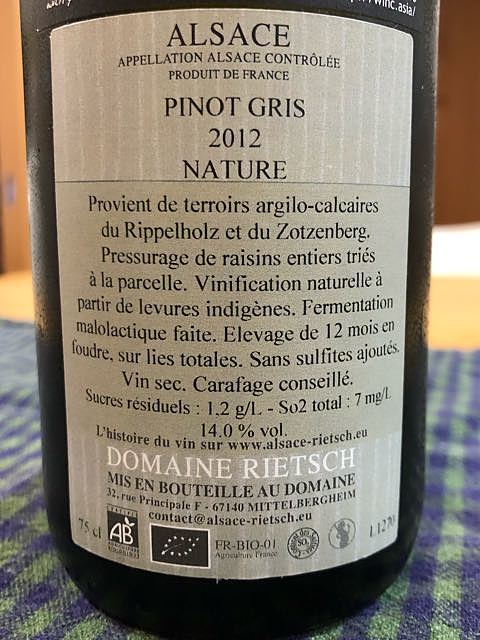 ALSACE
APPELLATION ALSACE CONTRÔLÉE
PRODUIT DE FRANCE
PINOT GRIS
2012
NATURE
Provient de terroirs argilo-calcaires
du Rippelholz et du Zotzenberg.
Pressurage de raisins entiers triés
à la parcelle. Vinification naturelle à
partir de levures indigènes. Fermentation
malolactique faite. Elevage de 12 mois en
foudre, sur lies totales. Sans sulfites ajoutés.
Vin sec. Carafage conseillé.
Sucres résiduels : 1,2 g/L - So2 total : 7 mg/L
14.0 % vol.
L'histoire du vin sur www.alsace-rietsch.eu
DOMAINE RIETSCH
MIS EN BOUTEILLE AU DOMAINE
32, rue Principale F - 67140 MITTELBERGHEIM
contact@alsace-rietsch.eu
75 cl
AB
FR-BIO-01
Agriculture France